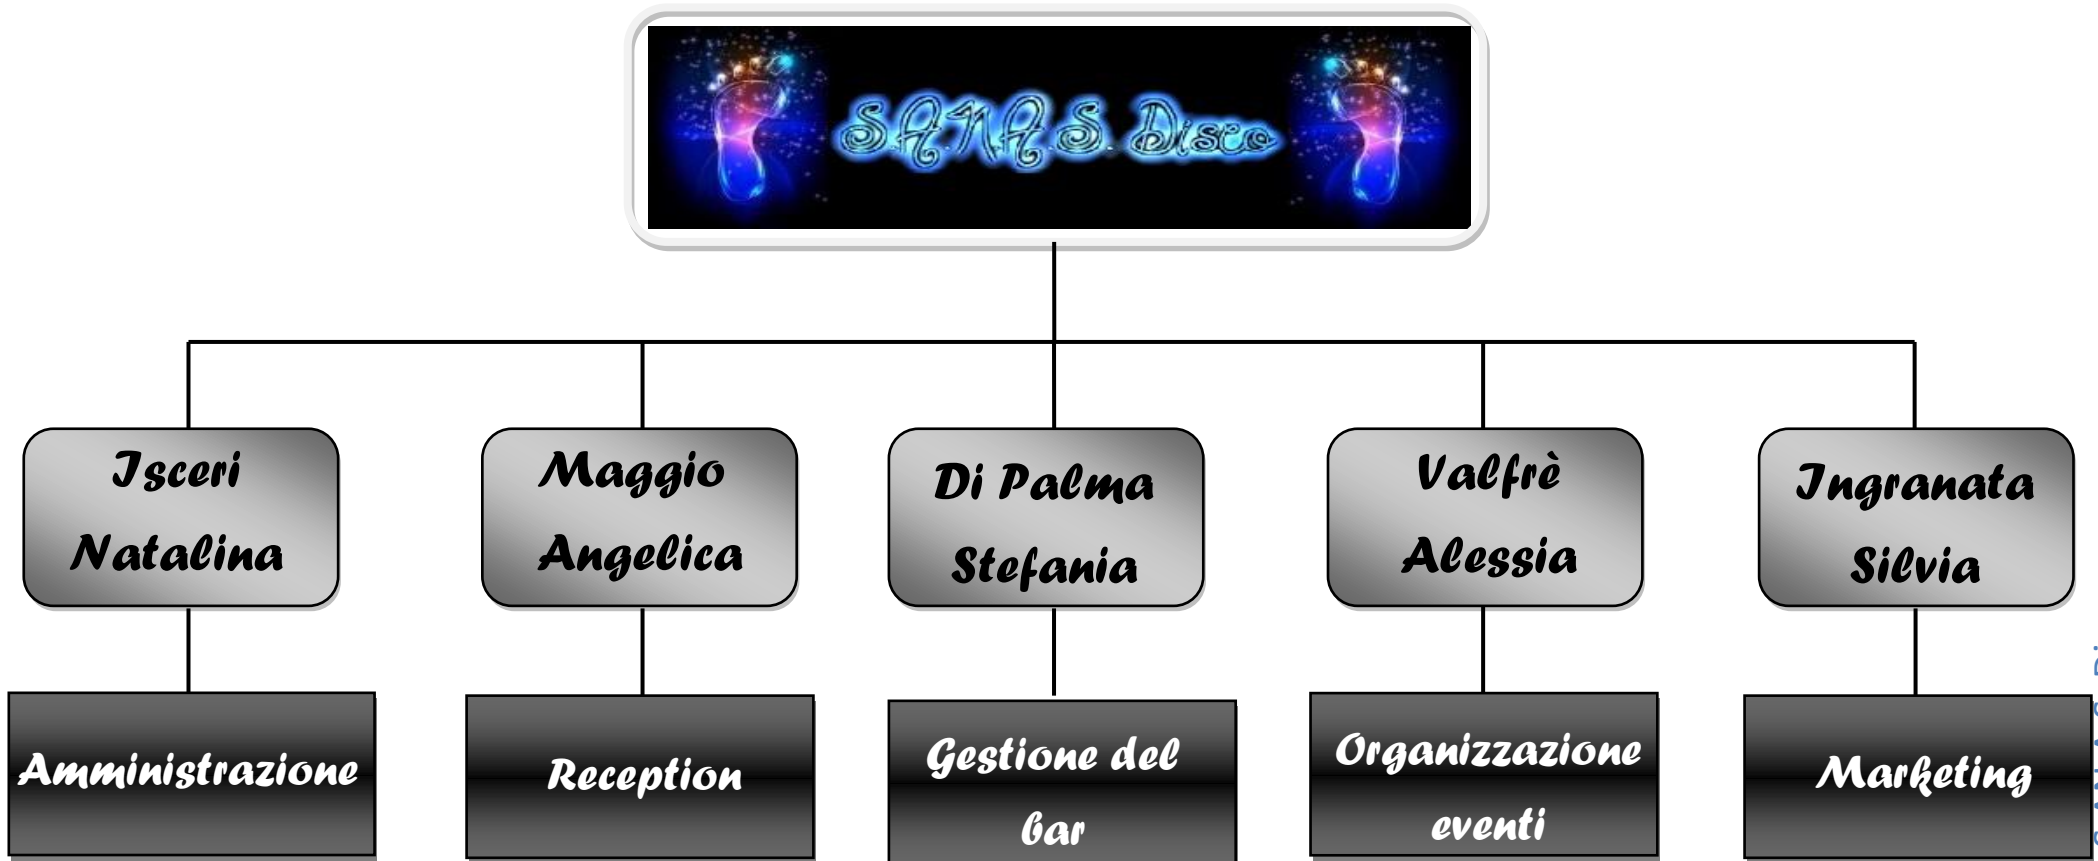 S.A.N.A.S. Disco
Isceri
Natalina
Maggio
Angelica
Di Palma
Stefania
Valfrè
Alessia
Ingranata
Silvia
Amministrazione
Reception
Gestione del
bar
Organizzazione
eventi
Marketing